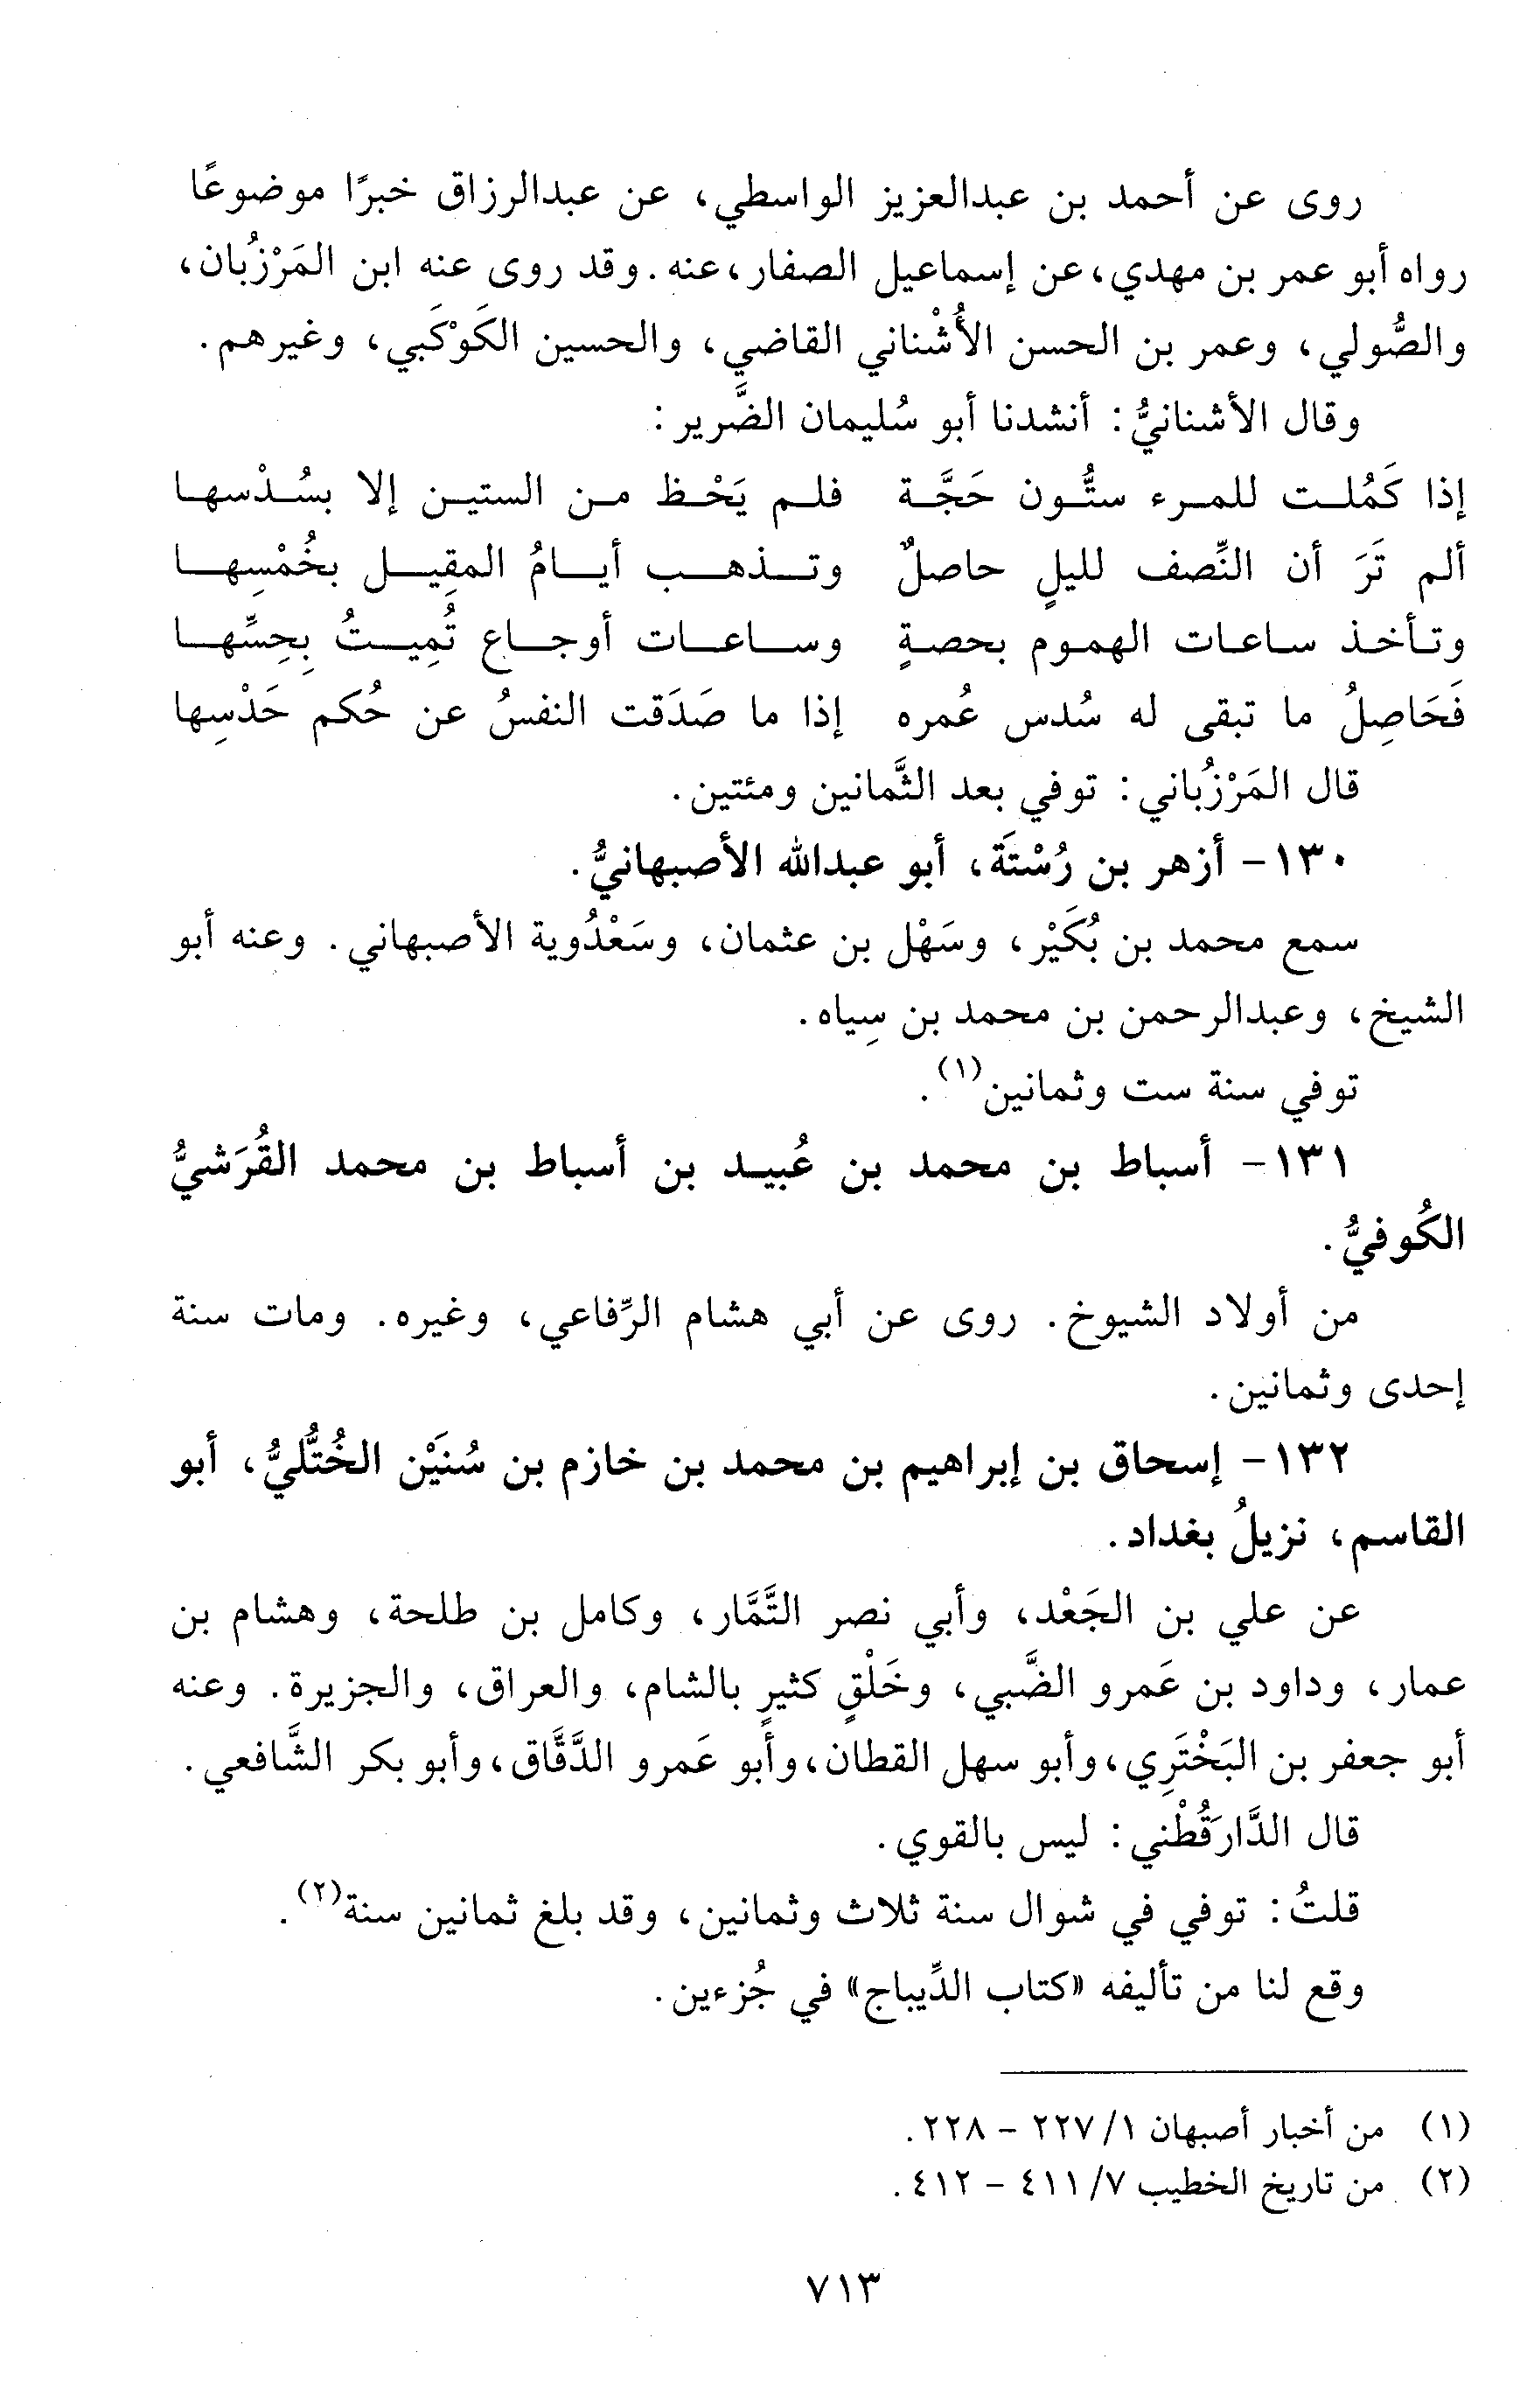 روى عن أحمد بن عبدالعزيز الواسطي، عن عبدالرزاق خبرًا موضوعًا
رواه أبو عمر بن مهدي، عن إسماعيل الصفار، عنه. وقد روى عنه ابن المَرْزُبان،
والصُّولي، وعمر بن الحسن الأُشْناني القاضي، والحسين الكَوْكَبي، وغيرهم.
وقال الأشنانيُّ: أنشدنا أبو سُليمان الضَّرير:
إذا كَمُلت للمرء ستُّون حَجَّة فلم يَحْظ من الستين إلا بسُدْسها
ألم تَرَ أن النِّصف لليلٍ حاصلٌ وتذهب أيامُ المقِيل بخُمْسِها
وتأخذ ساعات الهموم بحصةٍ وساعات أوجاع تُمِيتُ بِحِسِّها
فَحَاصِلُ ما تبقى له سُدس عُمره إذا ما صَدَقت النفسُ عن حُكم حَدْسِها
قال المَرْزُباني: توفي بعد الثَّمانين ومئتين.
١٣٠- أزهر بن رُسْتَة، أبو عبدالله الأصبهانيُّ.
سمع محمد بن بُكَيْر، وسَهْل بن عثمان، وسَعْدُوية الأصبهاني. وعنه أبو
الشيخ، وعبدالرحمن بن محمد بن سِياه.
توفي سنة ست وثمانين(١).
١٣١- أسباط بن محمد بن عُبيد بن أسباط بن محمد القُرَشيُّ
الكُوفيُّ.
من أولاد الشيوخ. روى عن أبي هشام الرِّفاعي، وغيره. ومات سنة
إحدى وثمانين.
١٣٢- إسحاق بن إبراهيم بن محمد بن خازم بن سُنَيْن الخُتُّليُّ، أبو
القاسم، نزيلُ بغداد.
عن علي بن الجَعْد، وأبي نصر التَّمَّار، وكامل بن طلحة، وهشام بن
عمار، وداود بن عَمرو الضَّبي، وخَلْقٍ كثيرٍ بالشام، والعراق، والجزيرة. وعنه
أبو جعفر بن البَخْتَرِي، وأبو سهل القطان، وأبو عَمرو الدَّقَّاق، وأبو بكر الشَّافعي.
قال الدَّارَقُطْني: ليس بالقوي.
قلتُ: توفي في شوال سنة ثلاث وثمانين، وقد بلغ ثمانين سنة(٢).
وقع لنا من تأليفه «كتاب الدِّيباج» في جُزءين.
(١) من أخبار أصبهان ١/ ٢٢٧ - ٢٢٨.
(٢) من تاريخ الخطيب ٧/ ٤١١ - ٤١٢.
٧١٣